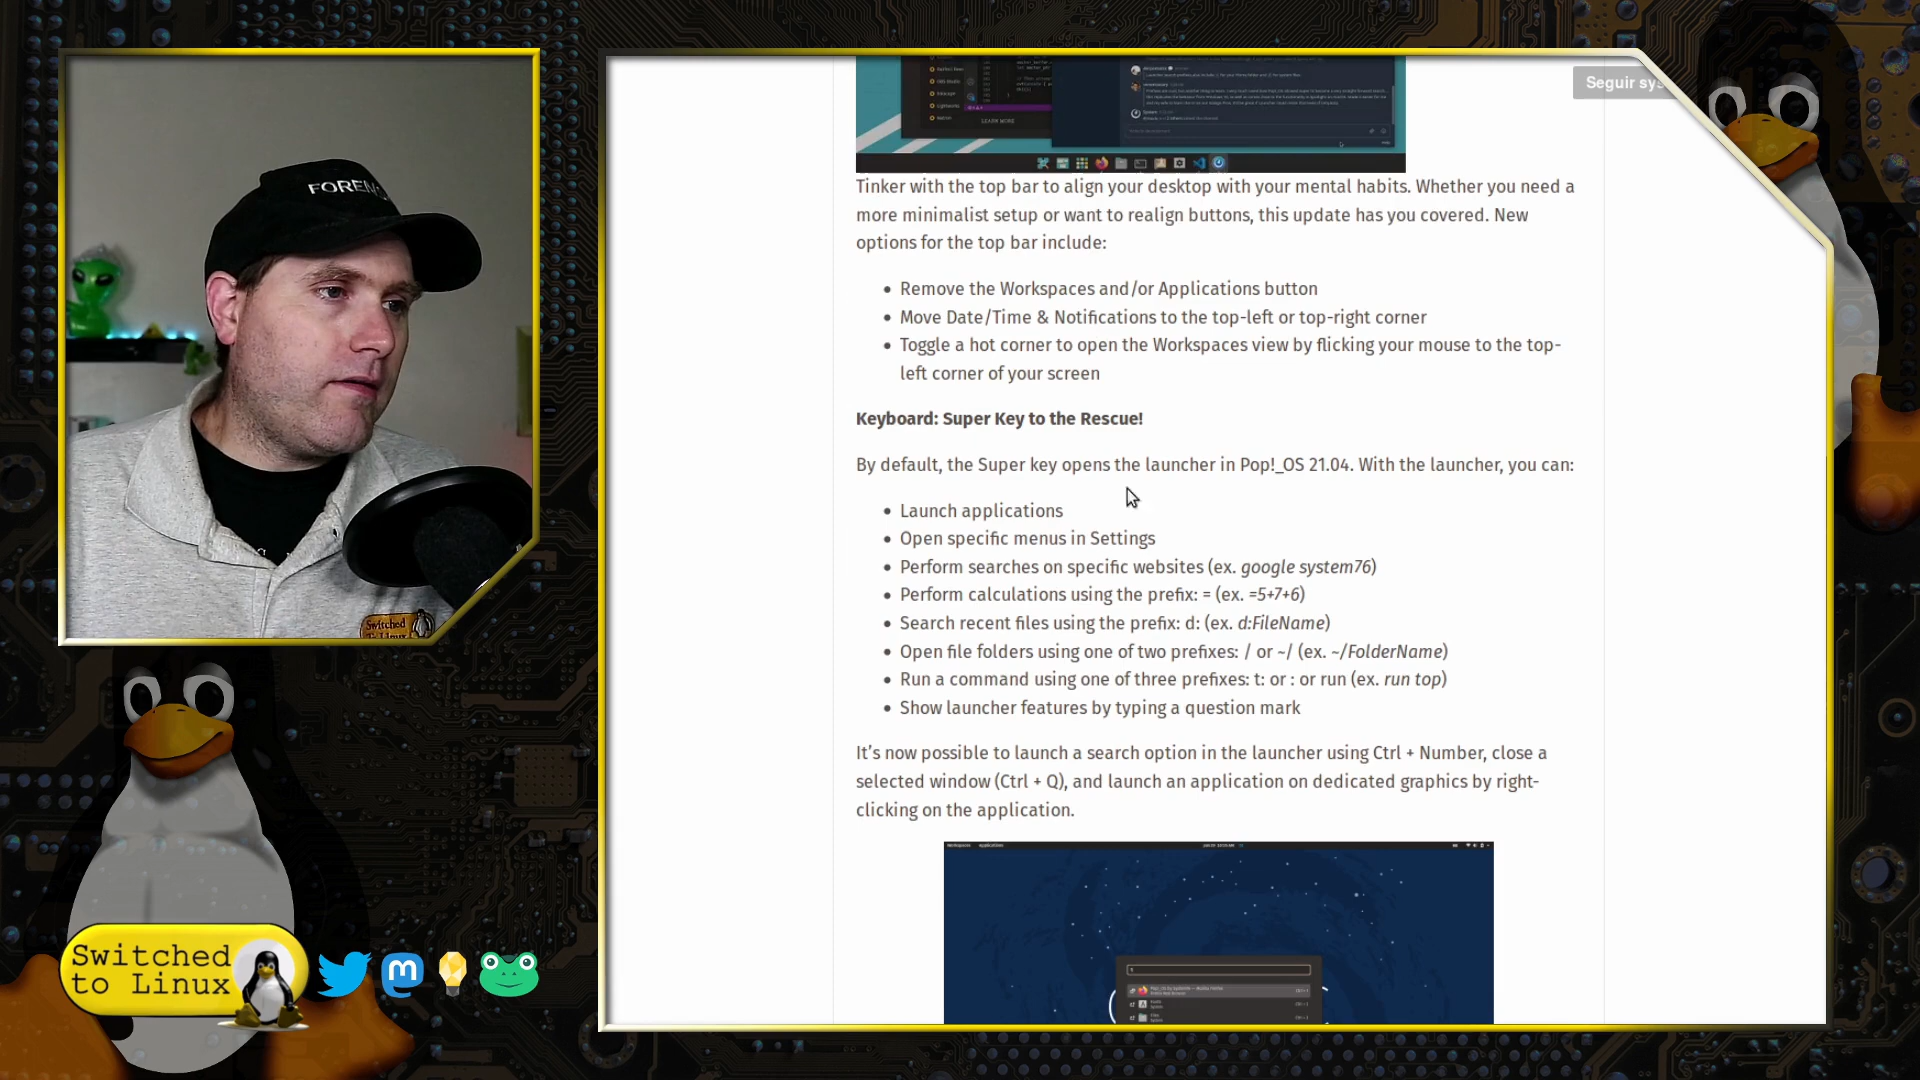 Seguir sys
LEARN MORE
Tinker with the top bar to align your desktop with your mental habits. Whether you need a
more minimalist setup or want to realign buttons, this update has you covered. New
options for the top bar include:
• Remove the Workspaces and/or Applications button
• Move Date/Time & Notifications to the top-left or top-right corner
• Toggle a hot corner to open the Workspaces view by flicking your mouse to the top-
left corner of your screen
Keyboard: Super Key to the Rescue!
By default, the Super key opens the launcher in Pop!_OS 21.04. With the launcher, you can:
• Launch applications
• Open specific menus in Settings
• Perform searches on specific websites (ex. google system76)
• Perform calculations using the prefix: = (ex. =5+7+6)
• Search recent files using the prefix: d: (ex. d:FileName)
• Open file folders using one of two prefixes: / or ~/ (ex. ~/FolderName)
• Run a command using one of three prefixes: t: or : or run (ex. run top)
• Show launcher features by typing a question mark
It's now possible to launch a search option in the launcher using Ctrl + Number, close a
selected window (Ctrl + Q), and launch an application on dedicated graphics by right-
clicking on the application.
Workspaces Applications
FOREN
Switched
To Linux
Switched
to Linux